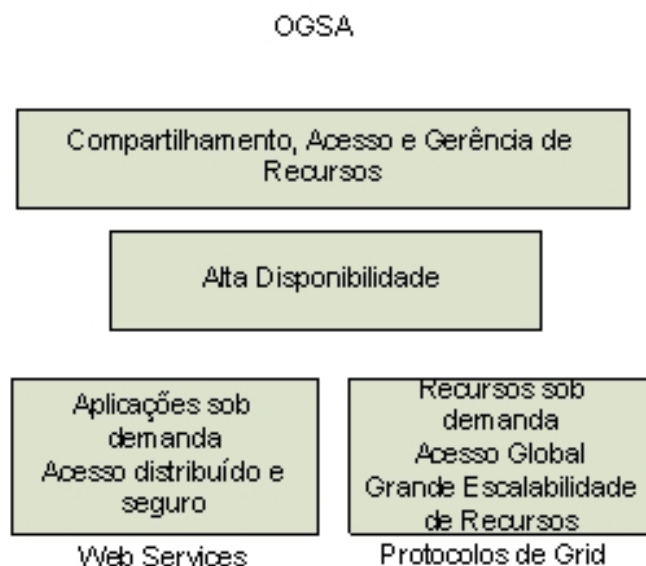 OGSA
Compartilhamento, Acesso e Gerência de
Recursos
Alta Disponibilidade
Aplicações sob
demanda
Acesso distribuído e
seguro
Web Services
Recursos sob
demanda
Acesso Global
Grande Escalabilidade
de Recursos
Protocolos de Grid